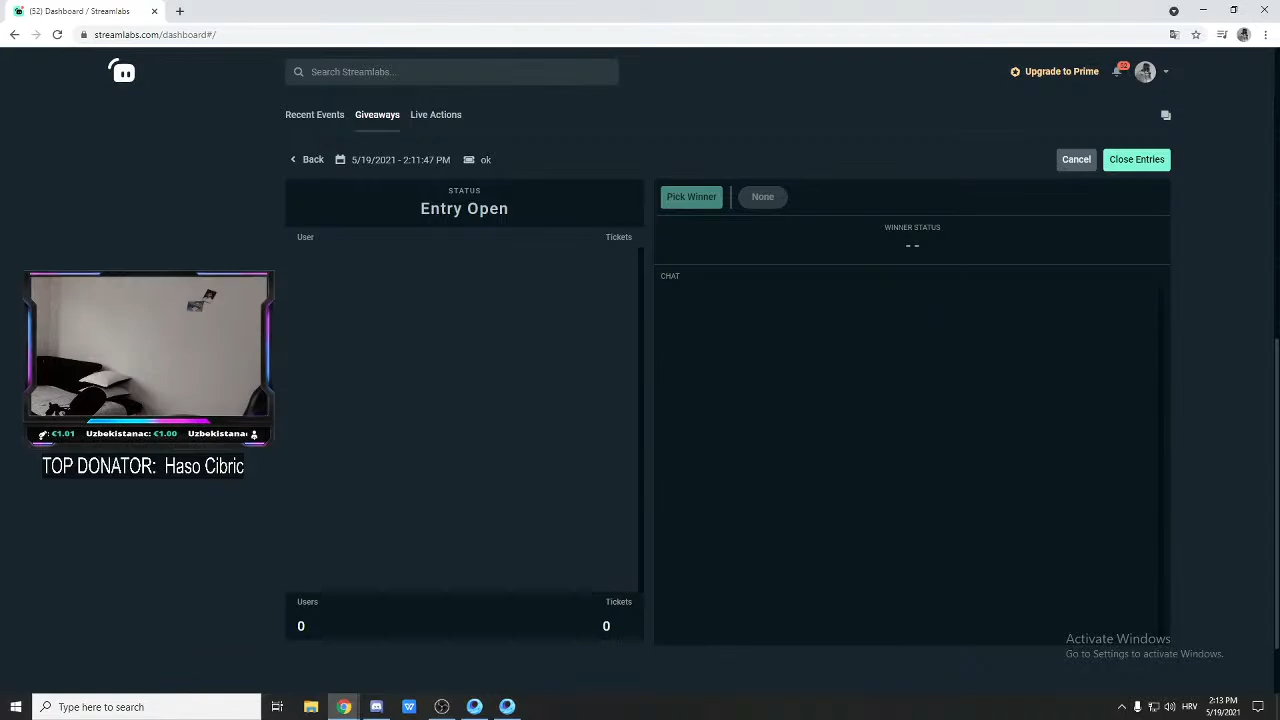 (52) Dashboard / Streamlabs
streamlabs.com/dashboard#/
Search Streamlabs...
Upgrade to Prime
52
Recent Events
Giveaways
Live Actions
Back
5/19/2021 - 2:11:47 PM
ok
Cancel
Close Entries
STATUS
Entry Open
Pick Winner
None
User
Tickets
WINNER STATUS
--
CHAT
: €1.01 Uzbekistanac: €1.00 Uzbekistanac
TOP DONATOR: Haso Cibric
Users
Tickets
0
0
Activate Windows
Go to Settings to activate Windows.
Type here to search
HRV
2:13 PM
5/19/2021